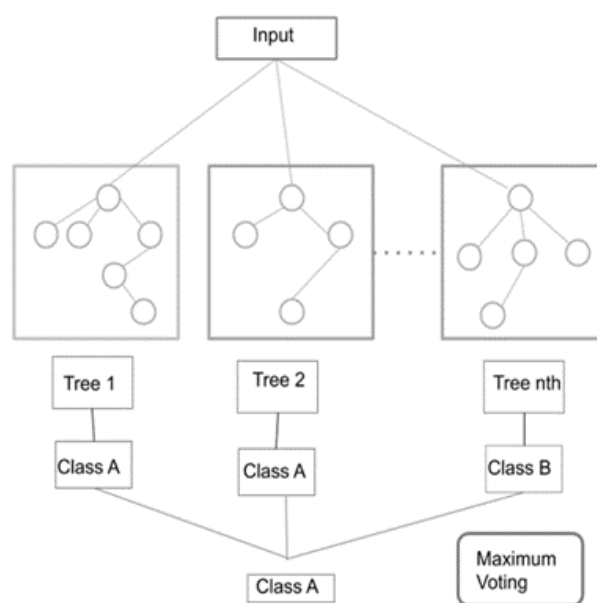 Input
Tree 1
Tree 2
Tree nth
Class A
Class A
Class B
Class A
Maximum
Voting